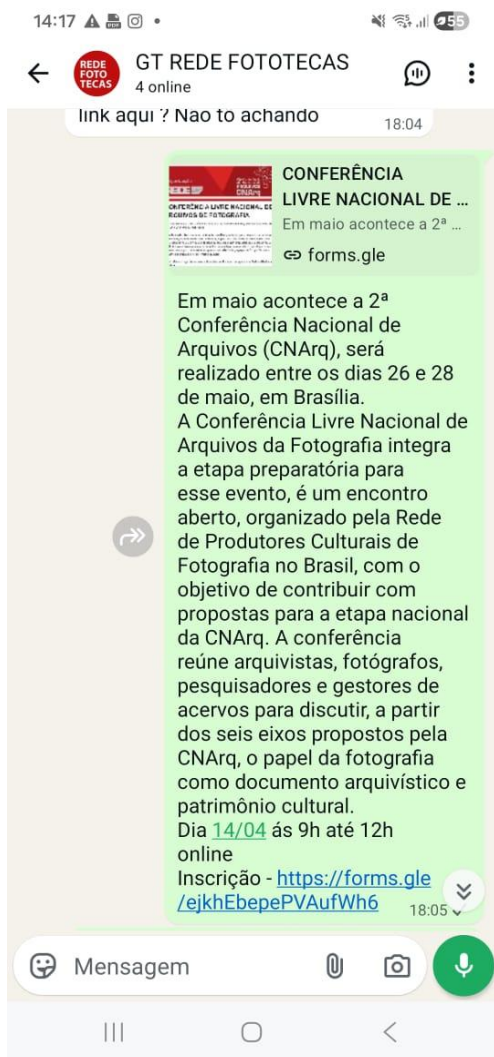 14:17
55
REDE
FOTO
TECAS
GT REDE FOTOTECAS
4 online
link aqui ? Nao to achando
18:04
CONFERÊNCIA
LIVRE NACIONAL DE ...
Em maio acontece a 2ª ...
forms.gle
Em maio acontece a 2ª
Conferência Nacional de
Arquivos (CNArq), será
realizado entre os dias 26 e 28
de maio, em Brasília.
A Conferência Livre Nacional de
Arquivos da Fotografia integra
a etapa preparatória para
esse evento, é um encontro
aberto, organizado pela Rede
de Produtores Culturais de
Fotografia no Brasil, com o
objetivo de contribuir com
propostas para a etapa nacional
da CNArq. A conferência
reúne arquivistas, fotógrafos,
pesquisadores e gestores de
acervos para discutir, a partir
dos seis eixos propostos pela
CNArq, o papel da fotografia
como documento arquivístico e
patrimônio cultural.
Dia 14/04 ás 9h até 12h
online
Inscrição - https://forms.gle
/ejkhEbepePVAufWh6
18:05
Mensagem